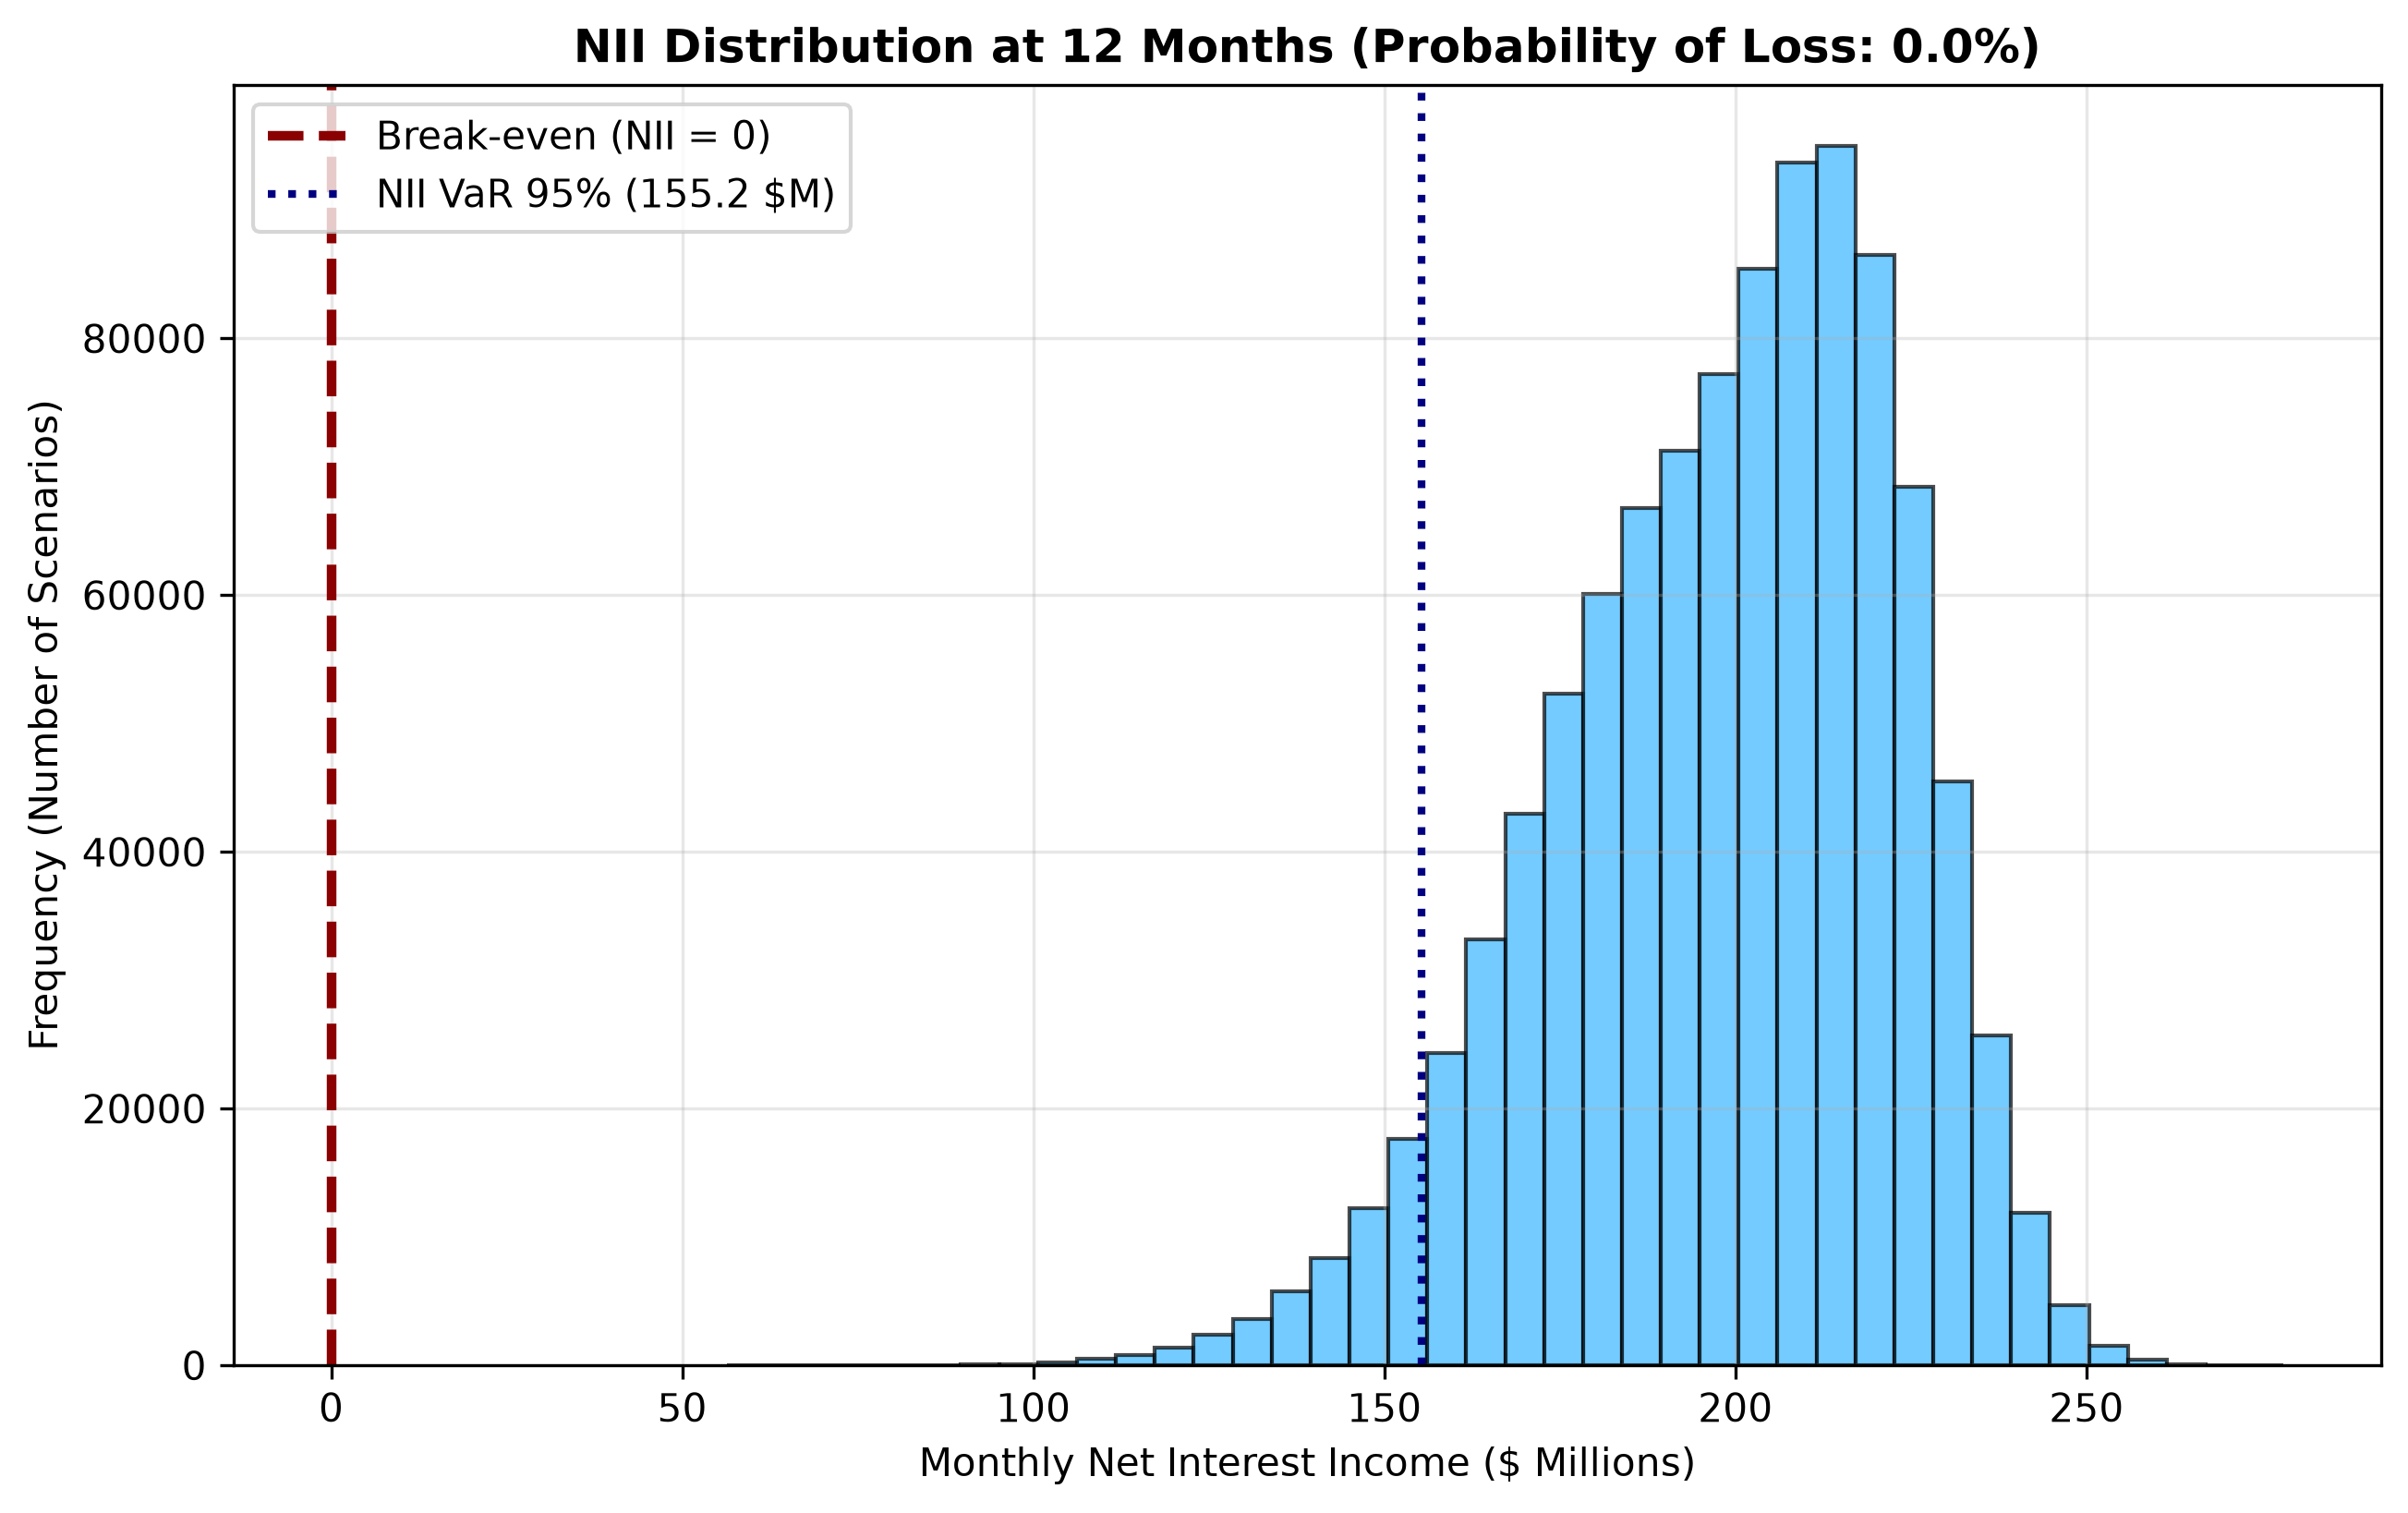 NII Distribution at 12 Months (Probability of Loss: 0.0%)
Break-even (NII = 0)
NII VaR 95% (155.2 $M)
Frequency (Number of Scenarios)
80000
60000
40000
20000
0
0 50 100 150 200 250
Monthly Net Interest Income ($ Millions)